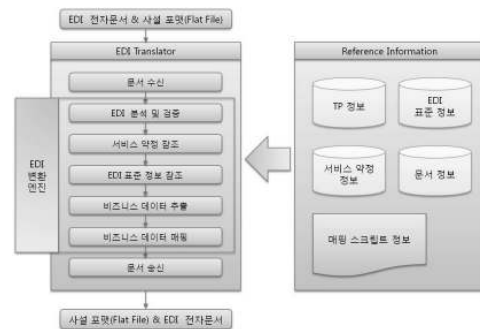 EDI 전자문서 & 사설 포맷(Flat File)
EDI Translator
문서 수신
EDI 분석 및 검증
서비스 약정 참조
EDI 표준 정보 참조
비즈니스 데이터 추출
비즈니스 데이터 매핑
문서 송신
EDI
변환
엔진
사설 포맷(Flat File) & EDI 전자문서
Reference Information
TP 정보
EDI
표준 정보
서비스 약정
정보
문서 정보
매핑 스크립트 정보